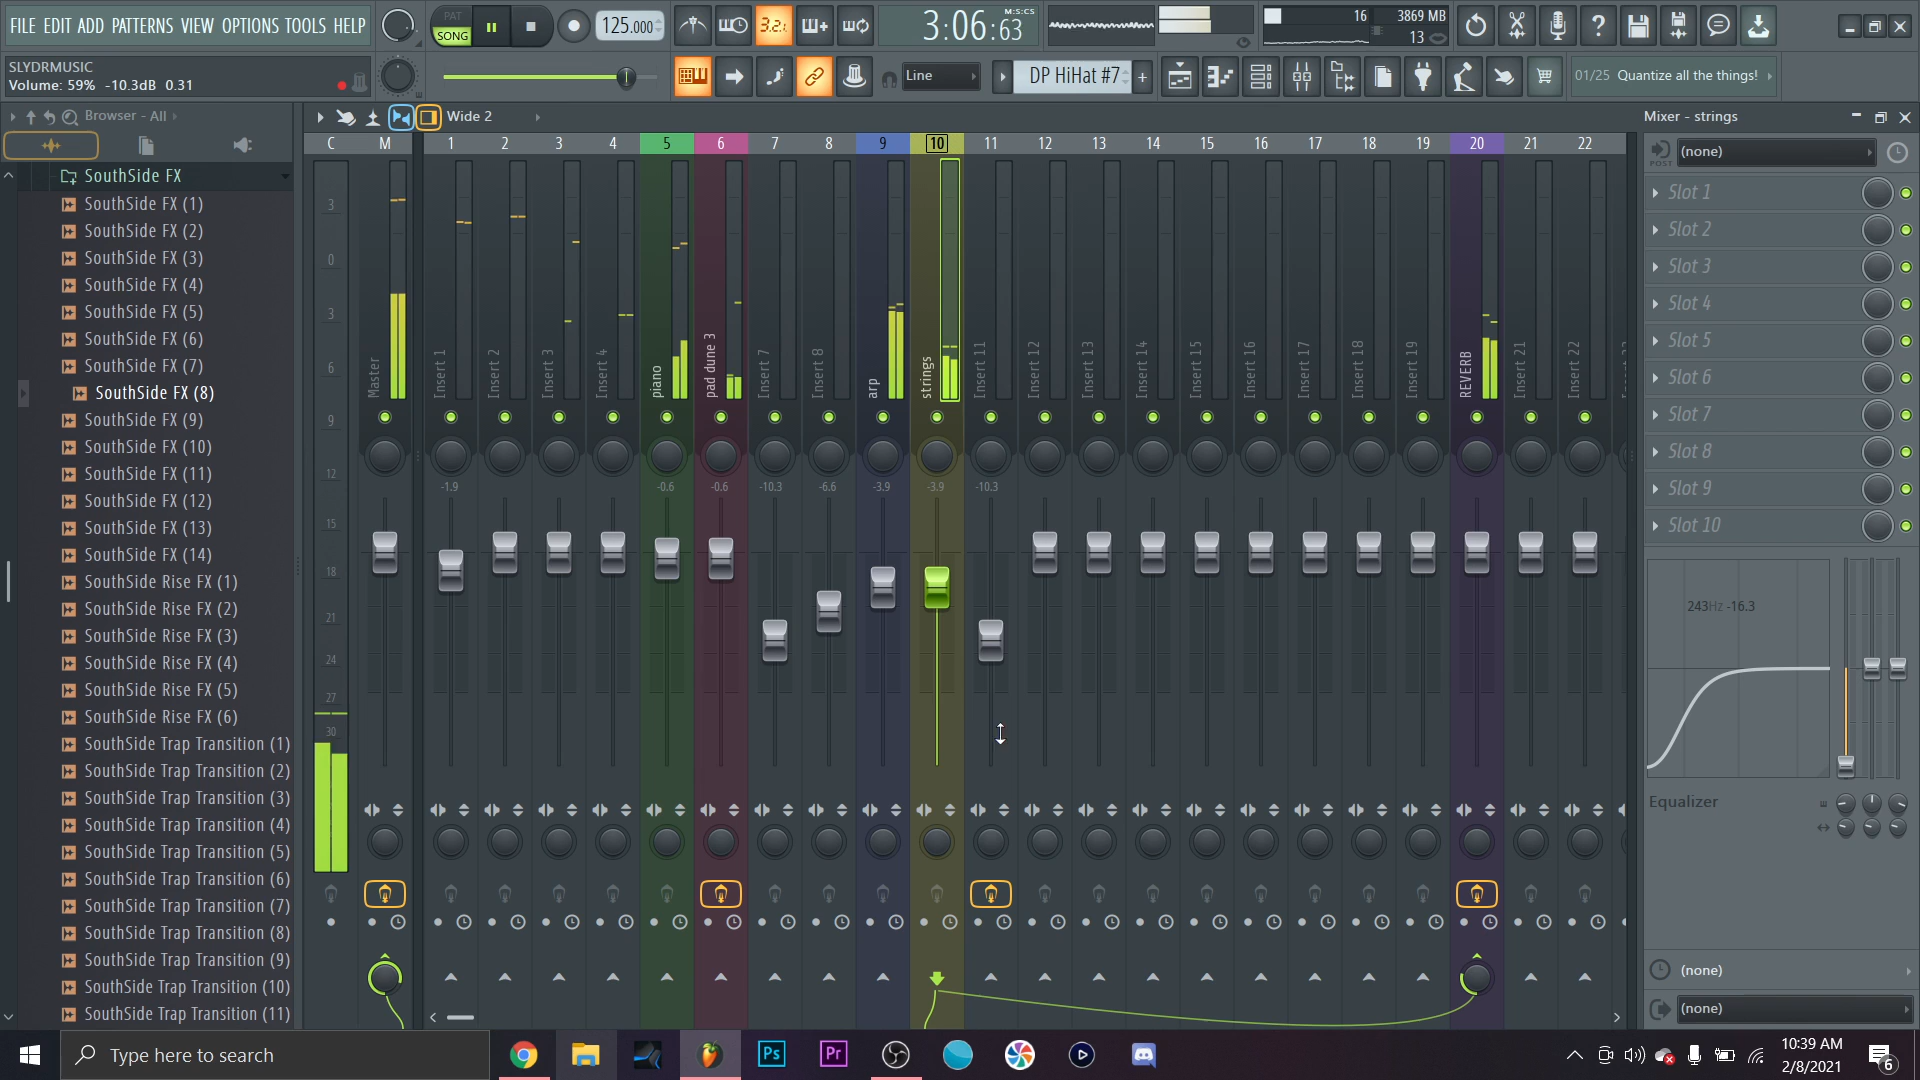 FILE EDIT ADD PATTERNS VIEW OPTIONS TOOLS HELP
PAT
SONG
125.000
3.2.
3:06:63
M:S:CS
16
3869 MB
13
SLYDRMUSIC
Volume: 59% -10.3dB 0.31
Line
DP HiHat #7
01/25 Quantize all the things!
Browser - All
Wide 2
Mixer - strings
C M 1 2 3 4 5 6 7 8 9 10 11 12 13 14 15 16 17 18 19 20 21 22
(none)
POST
SouthSide FX
SouthSide FX (1)
SouthSide FX (2)
SouthSide FX (3)
SouthSide FX (4)
SouthSide FX (5)
SouthSide FX (6)
SouthSide FX (7)
SouthSide FX (8)
SouthSide FX (9)
SouthSide FX (10)
SouthSide FX (11)
SouthSide FX (12)
SouthSide FX (13)
SouthSide FX (14)
SouthSide Rise FX (1)
SouthSide Rise FX (2)
SouthSide Rise FX (3)
SouthSide Rise FX (4)
SouthSide Rise FX (5)
SouthSide Rise FX (6)
SouthSide Trap Transition (1)
SouthSide Trap Transition (2)
SouthSide Trap Transition (3)
SouthSide Trap Transition (4)
SouthSide Trap Transition (5)
SouthSide Trap Transition (6)
SouthSide Trap Transition (7)
SouthSide Trap Transition (8)
SouthSide Trap Transition (9)
SouthSide Trap Transition (10)
SouthSide Trap Transition (11)
3
0
3
6
9
12
15
18
21
24
27
30
Master
Insert 1
Insert 2
Insert 3
Insert 4
piano
pad dune 3
Insert 7
Insert 8
arp
strings
Insert 11
Insert 12
Insert 13
Insert 14
Insert 15
Insert 16
Insert 17
Insert 18
Insert 19
REVERB
Insert 21
Insert 22
-1.9 -0.6 -0.6 -10.3 -6.6 -3.9 -3.9 -10.3
Slot 1
Slot 2
Slot 3
Slot 4
Slot 5
Slot 6
Slot 7
Slot 8
Slot 9
Slot 10
243Hz -16.3
Equalizer
(none)
(none)
Type here to search
Ps
Pr
10:39 AM
2/8/2021
6